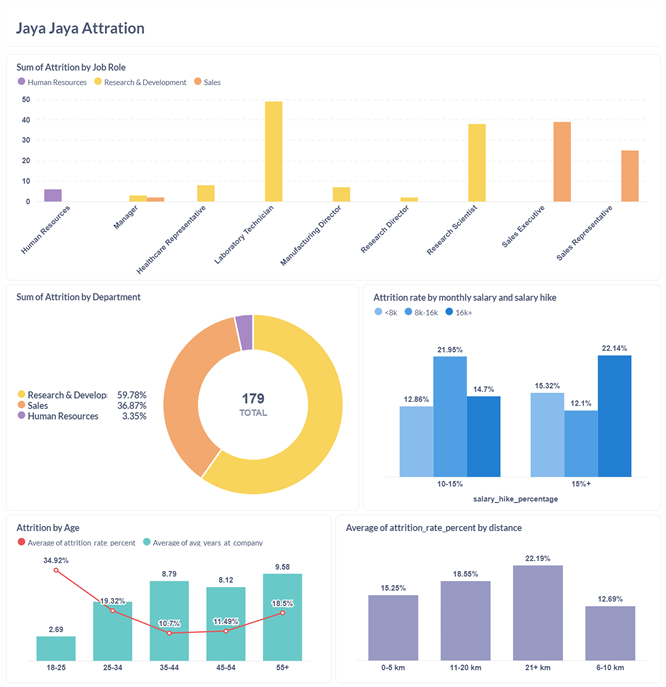 Jaya Jaya Attration
Sum of Attrition by Job Role
Human Resources Research & Development Sales
50
40
30
20
10
0
Human Resources
Manager
Healthcare Representative
Laboratory Technician
Manufacturing Director
Research Director
Research Scientist
Sales Executive
Sales Representative
Sum of Attrition by Department
Research & Develop 59.78%
Sales 36.87%
Human Resources 3.35%
179
TOTAL
Attrition rate by monthly salary and salary hike
<8k 8k-16k 16k+
12.86% 21.95% 14.7% 15.32% 12.1% 22.14%
10-15% 15%+
salary_hike_percentage
Attrition by Age
Average of attrition_rate_percent Average of avg_years_at_company
34.92% 19.32% 10.7% 11.49% 18.5%
2.69 8.79 8.12 9.58
18-25 25-34 35-44 45-54 55+
Average of attrition_rate_percent by distance
15.25% 18.55% 22.19% 12.69%
0-5 km 11-20 km 21+ km 6-10 km